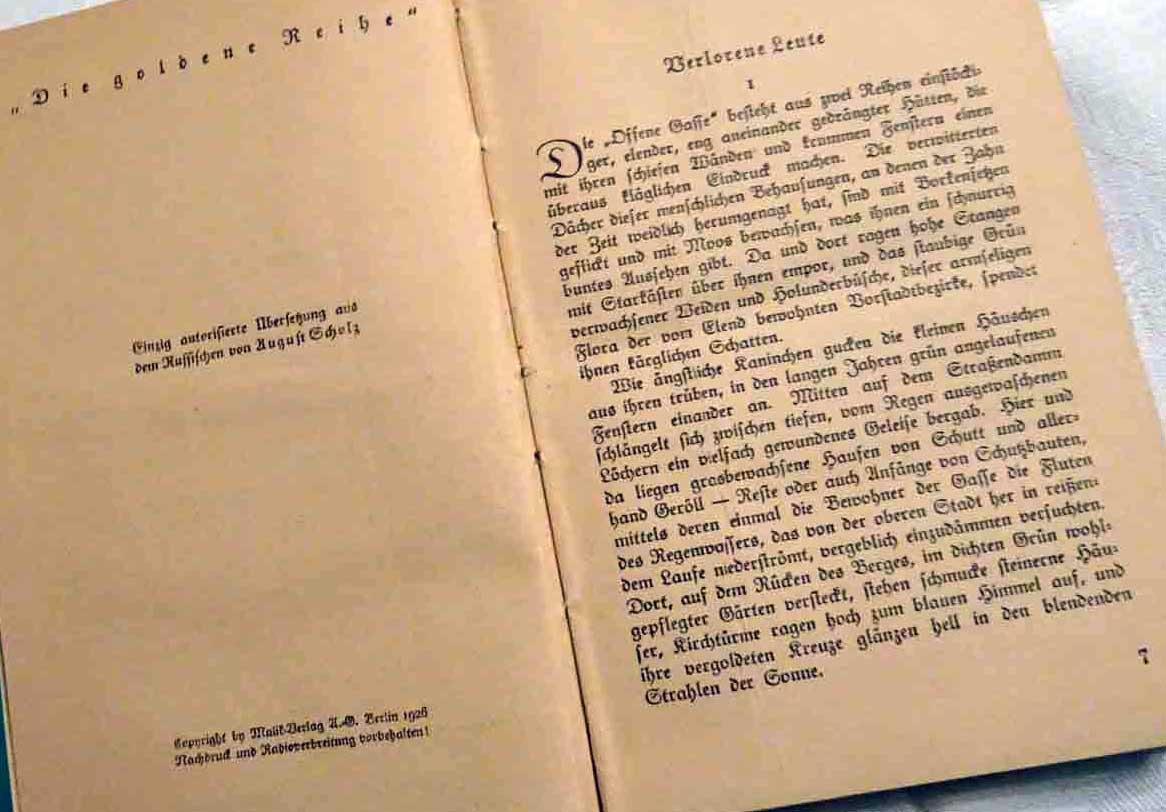 „Die goldene Reihe“
Einzig autorisierte Übersetzung aus
dem Russischen von August Scholz
Copyright by Malik-Verlag A.-G. Berlin 1926
Nachdruck und Radioverbreitung vorbehalten!
Verlorene Leute
I
Die „Offene Gasse“ besteht aus zwei Reihen einstöcki-
ger, elender, eng aneinander gedrängter Hütten, die
mit ihren schiefen Wänden und krummen Fenstern einen
überaus kläglichen Eindruck machen. Die verwitterten
Dächer dieser menschlichen Behausungen, an denen der Zahn
der Zeit weidlich herumgenagt hat, sind mit Borkenfetzen
geflickt und mit Moos bewachsen, was ihnen ein schnurrig
buntes Aussehen gibt. Da und dort ragen hohe Stangen
mit Starkästen über ihnen empor, und das staubige Grün
verwachsener Weiden und Holunderbüsche, dieser armseligen
Flora der vom Elend bewohnten Vorstadtbezirke, spendet
ihnen kärglichen Schatten.
Wie ängstliche Kaninchen gucken die kleinen Häuschen
aus ihren trüben, in den langen Jahren grün angelaufenen
Fenstern einander an. Mitten auf dem Straßendamm
schlängelt sich zwischen tiefen, vom Regen ausgewaschenen
Löchern ein vielfach gewundenes Geleise bergab. Hier und
da liegen grasbewachsene Haufen von Schutt und aller-
hand Geröll — Reste oder auch Anfänge von Schutzbauten,
mittels deren einmal die Bewohner der Gasse die Fluten
des Regenwassers, das von der oberen Stadt her in reißen-
dem Laufe niederströmt, vergeblich einzudämmen versuchten.
Dort, auf dem Rücken des Berges, im dichten Grün wohl-
gepflegter Gärten versteckt, stehen schmucke steinerne Häu-
ser, Kirchtürme ragen hoch zum blauen Himmel auf, und
ihre vergoldeten Kreuze glänzen hell in den blendenden
Strahlen der Sonne.
7